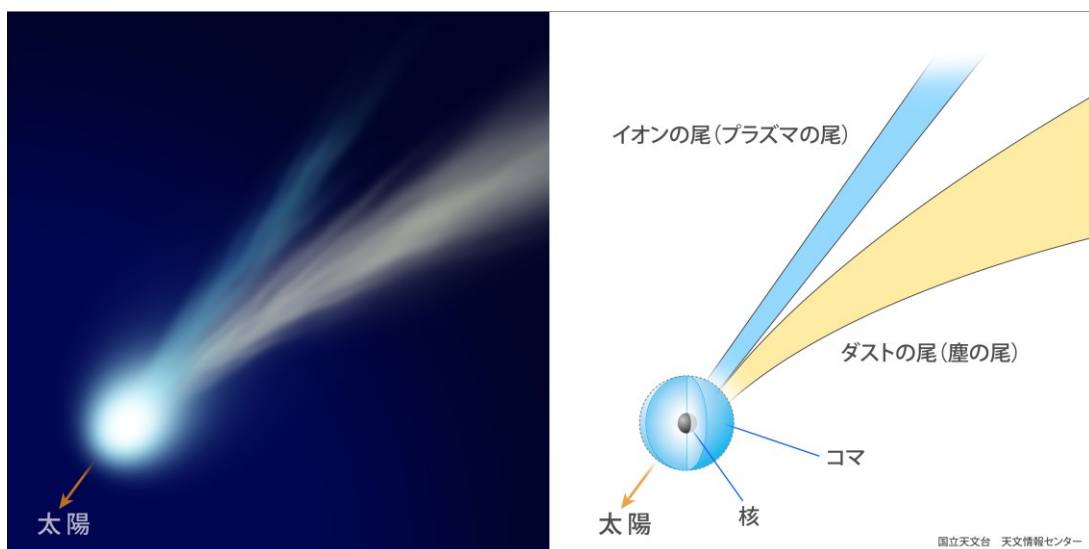 太陽
イオンの尾(プラズマの尾)
ダストの尾(塵の尾)
コマ
核
太陽
国立天文台 天文情報センター